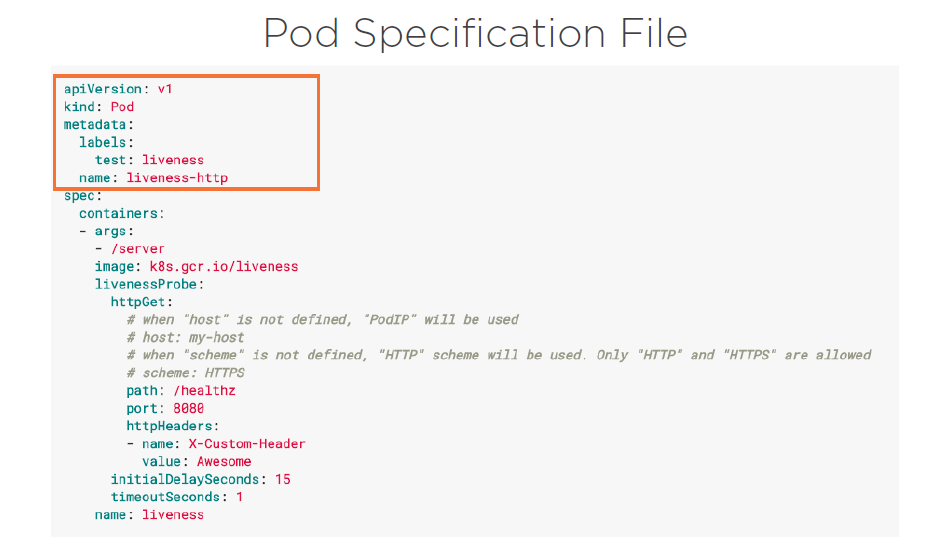 Pod Specification File
apiVersion: v1
kind: Pod
metadata:
  labels:
    test: liveness
  name: liveness-http
spec:
  containers:
  - args:
    - /server
    image: k8s.gcr.io/liveness
    livenessProbe:
      httpGet:
        # when "host" is not defined, "PodIP" will be used
        # host: my-host
        # when "scheme" is not defined, "HTTP" scheme will be used. Only "HTTP" and "HTTPS" are allowed
        # scheme: HTTPS
        path: /healthz
        port: 8080
        httpHeaders:
        - name: X-Custom-Header
          value: Awesome
      initialDelaySeconds: 15
      timeoutSeconds: 1
    name: liveness